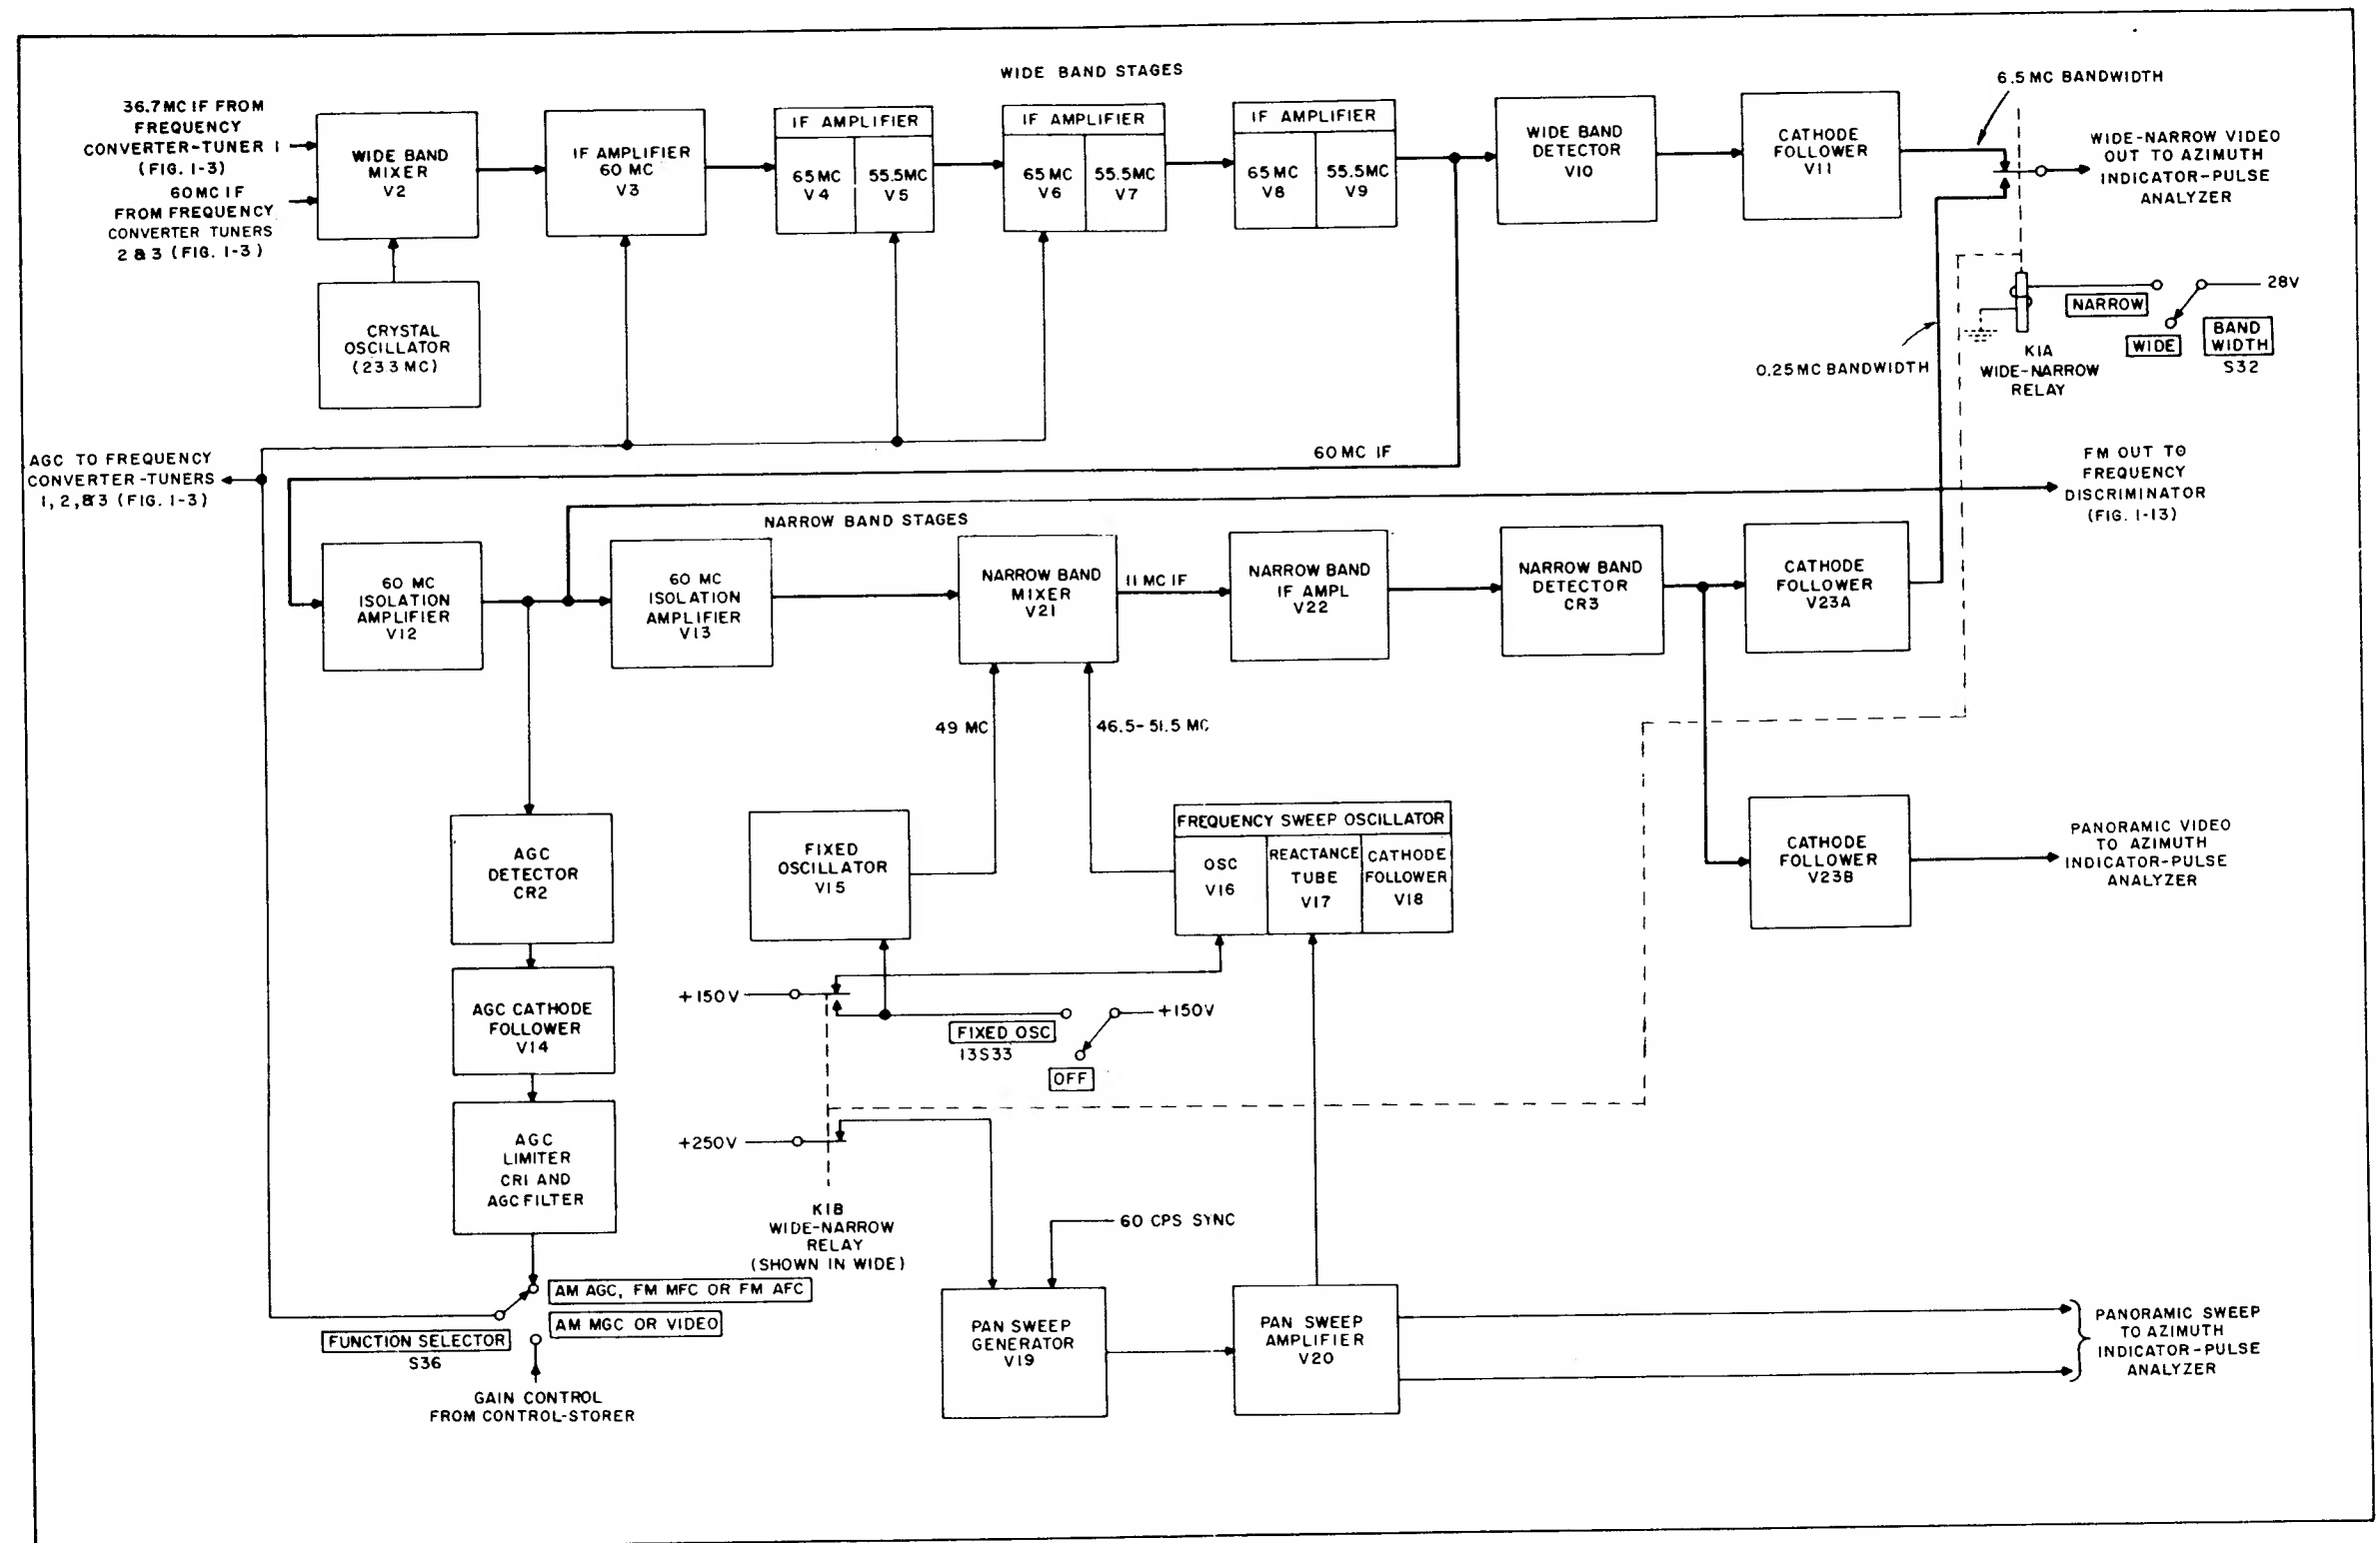 WIDE BAND STAGES
6.5 MC BANDWIDTH
36.7 MC IF FROM
FREQUENCY
CONVERTER-TUNER 1
(FIG. 1-3)
60 MC IF
FROM FREQUENCY
CONVERTER TUNERS
2 & 3 (FIG. 1-3)
WIDE BAND
MIXER
V2
IF AMPLIFIER
60 MC
V3
IF AMPLIFIER
65 MC
V4
55.5MC
V5
IF AMPLIFIER
65 MC
V6
55.5MC
V7
IF AMPLIFIER
65 MC
V8
55.5MC
V9
WIDE BAND
DETECTOR
V10
CATHODE
FOLLOWER
V11
WIDE-NARROW VIDEO
OUT TO AZIMUTH
INDICATOR-PULSE
ANALYZER
CRYSTAL
OSCILLATOR
(23.3 MC)
NARROW
28V
WIDE
BAND
WIDTH
S32
K1A
WIDE-NARROW
RELAY
0.25 MC BANDWIDTH
AGC TO FREQUENCY
CONVERTER-TUNERS
1, 2, & 3 (FIG. 1-3)
60 MC IF
FM OUT TO
FREQUENCY
DISCRIMINATOR
(FIG. 1-13)
NARROW BAND STAGES
60 MC
ISOLATION
AMPLIFIER
V12
60 MC
ISOLATION
AMPLIFIER
V13
NARROW BAND
MIXER
V21
11 MC IF
NARROW BAND
IF AMPL
V22
NARROW BAND
DETECTOR
CR3
CATHODE
FOLLOWER
V23A
49 MC
46.5-51.5 MC
AGC
DETECTOR
CR2
FIXED
OSCILLATOR
V15
FREQUENCY SWEEP OSCILLATOR
OSC
V16
REACTANCE
TUBE
V17
CATHODE
FOLLOWER
V18
CATHODE
FOLLOWER
V23B
PANORAMIC VIDEO
TO AZIMUTH
INDICATOR-PULSE
ANALYZER
AGC CATHODE
FOLLOWER
V14
+150V
FIXED OSC
13S33
+150V
OFF
AGC
LIMITER
CR1 AND
AGC FILTER
+250V
K1B
WIDE-NARROW
RELAY
(SHOWN IN WIDE)
60 CPS SYNC
AM AGC, FM MFC OR FM AFC
AM MGC OR VIDEO
FUNCTION SELECTOR
S36
GAIN CONTROL
FROM CONTROL-STORER
PAN SWEEP
GENERATOR
V19
PAN SWEEP
AMPLIFIER
V20
PANORAMIC SWEEP
TO AZIMUTH
INDICATOR-PULSE
ANALYZER